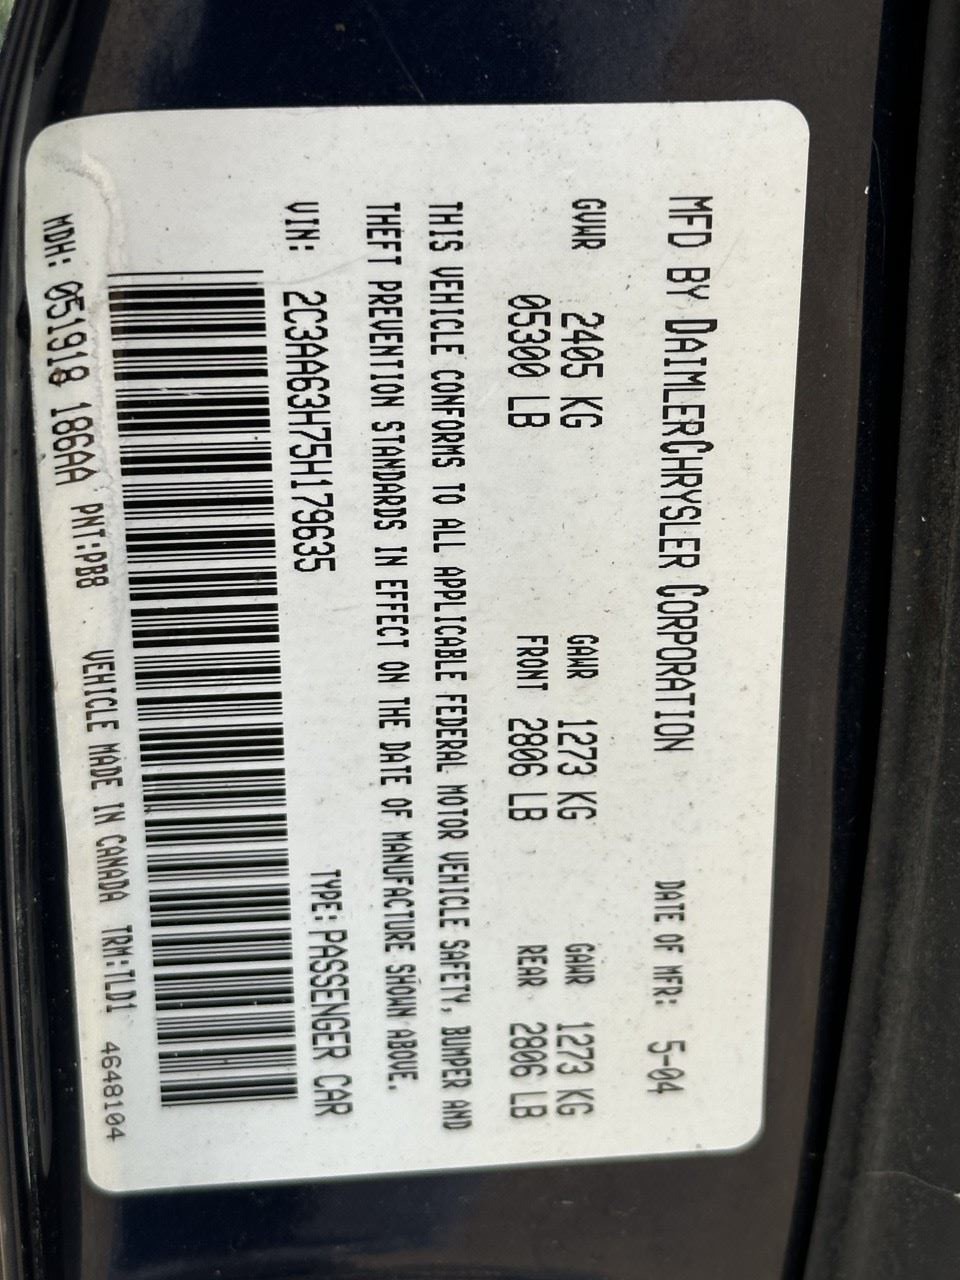 MFD BY DAIMLERCHRYSLER CORPORATION DATE OF MFR: 5-04
GVWR 2405 KG GAWR 1273 KG GAWR 1273 KG
05300 LB FRONT 2806 LB REAR 2806 LB
THIS VEHICLE CONFORMS TO ALL APPLICABLE FEDERAL MOTOR VEHICLE SAFETY, BUMPER AND
THEFT PREVENTION STANDARDS IN EFFECT ON THE DATE OF MANUFACTURE SHOWN ABOVE.
VIN: 2C3AA63H75H179635 TYPE: PASSENGER CAR
MDH: 051918 186AA PNT:PB8 VEHICLE MADE IN CANADA TRM:TLD1 4648104